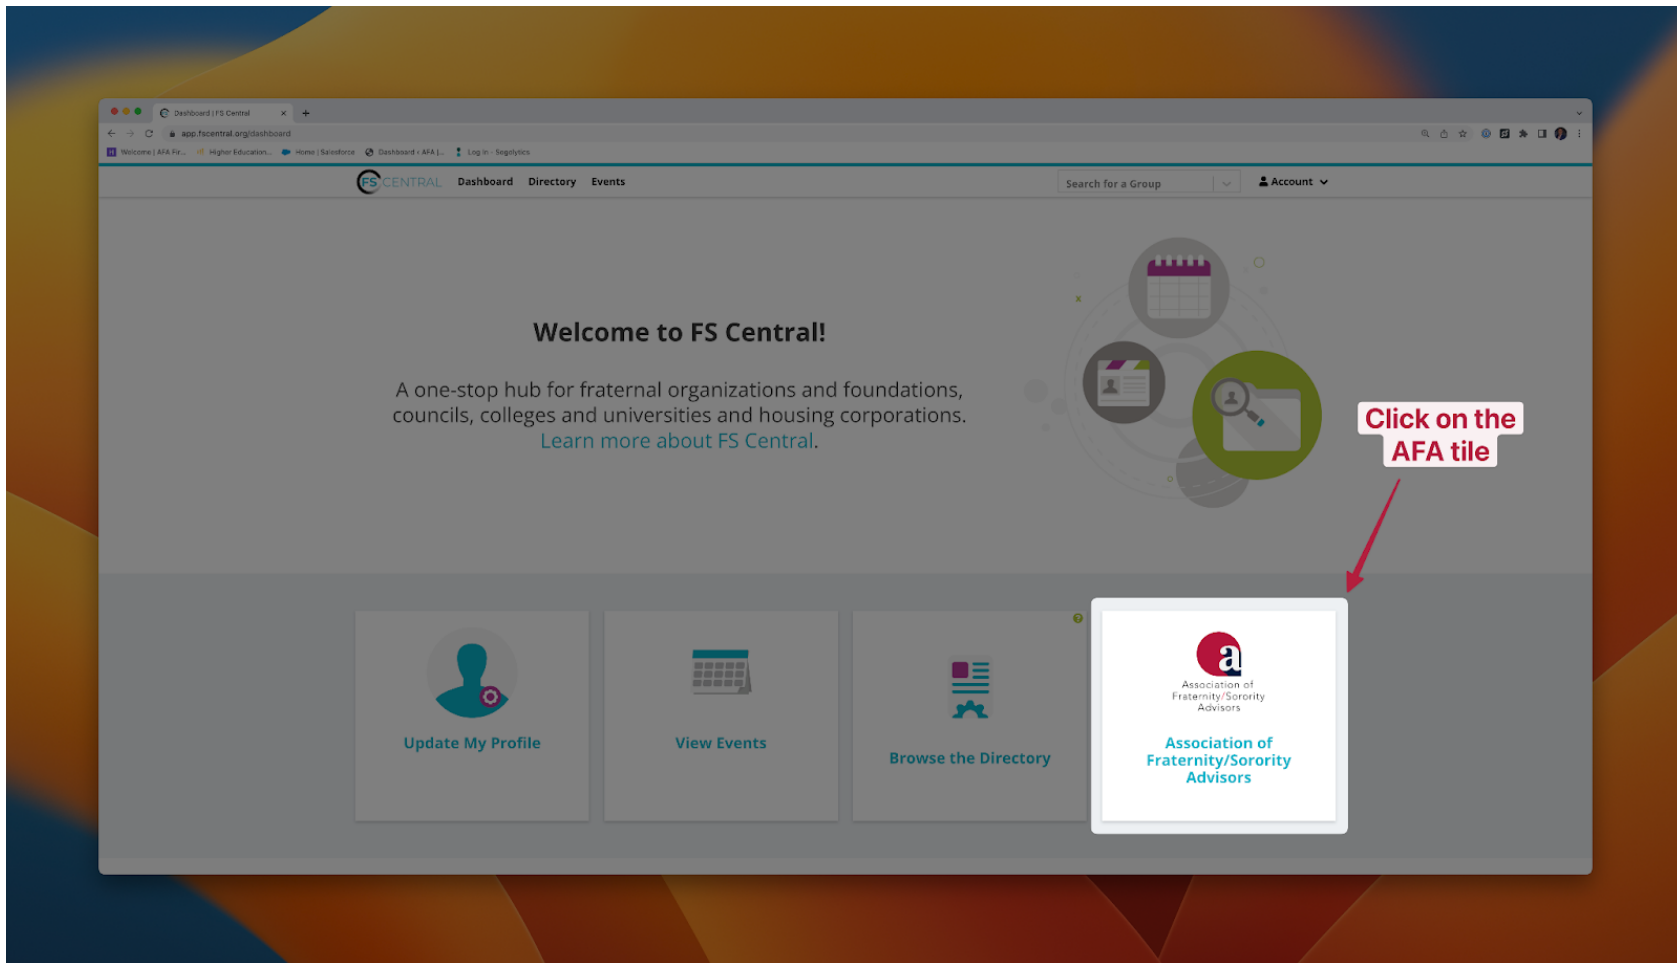 Dashboard | FS Central
app.fscentral.org/dashboard
Welcome | AFA Fir... Higher Education... Home | Salesforce Dashboard ‹ AFA |... Log In - Segalytics
FS CENTRAL Dashboard Directory Events Search for a Group Account
Welcome to FS Central!
A one-stop hub for fraternal organizations and foundations,
councils, colleges and universities and housing corporations.
Learn more about FS Central.
Click on the
AFA tile
a
Association of
Fraternity/Sorority
Advisors
Update My Profile
View Events
Browse the Directory
Association of
Fraternity/Sorority
Advisors